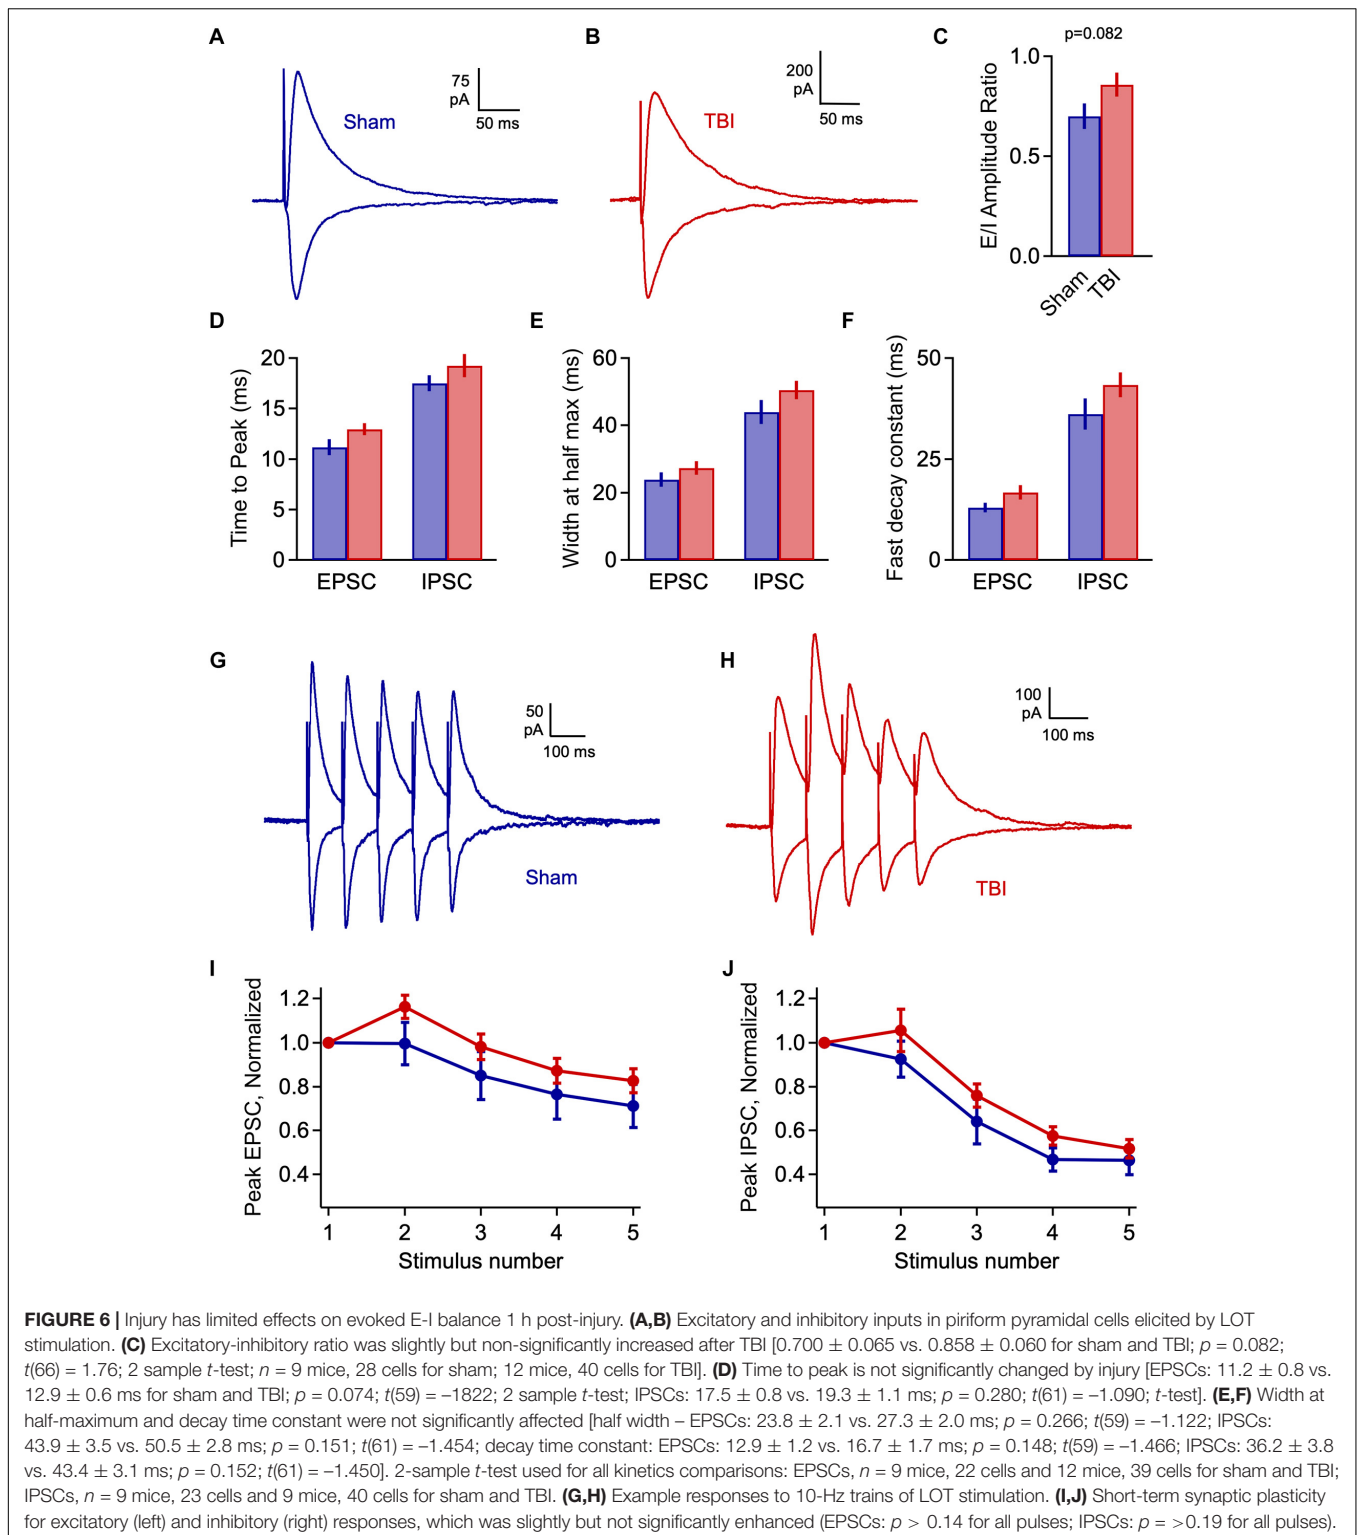 A
B
C
p=0.082
75
pA
50 ms
Sham
200
pA
50 ms
TBI
E/I Amplitude Ratio
1.0
0.5
0.0
Sham
TBI
D
E
F
Time to Peak (ms)
20
15
10
5
0
EPSC
IPSC
Width at half max (ms)
60
40
20
0
EPSC
IPSC
Fast decay constant (ms)
50
25
0
EPSC
IPSC
G
50
pA
100 ms
Sham
H
100
pA
100 ms
TBI
I
Peak EPSC, Normalized
1.2
1.0
0.8
0.6
0.4
1
2
3
4
5
Stimulus number
J
Peak IPSC, Normalized
1.2
1.0
0.8
0.6
0.4
1
2
3
4
5
Stimulus number
FIGURE 6 | Injury has limited effects on evoked E-I balance 1 h post-injury. (A,B) Excitatory and inhibitory inputs in piriform pyramidal cells elicited by LOT
stimulation. (C) Excitatory-inhibitory ratio was slightly but non-significantly increased after TBI [0.700 ± 0.065 vs. 0.858 ± 0.060 for sham and TBI; p = 0.082;
t(66) = 1.76; 2 sample t-test; n = 9 mice, 28 cells for sham; 12 mice, 40 cells for TBI]. (D) Time to peak is not significantly changed by injury [EPSCs: 11.2 ± 0.8 vs.
12.9 ± 0.6 ms for sham and TBI; p = 0.074; t(59) = –1822; 2 sample t-test; IPSCs: 17.5 ± 0.8 vs. 19.3 ± 1.1 ms; p = 0.280; t(61) = –1.090; t-test]. (E,F) Width at
half-maximum and decay time constant were not significantly affected [half width – EPSCs: 23.8 ± 2.1 vs. 27.3 ± 2.0 ms; p = 0.266; t(59) = –1.122; IPSCs:
43.9 ± 3.5 vs. 50.5 ± 2.8 ms; p = 0.151; t(61) = –1.454; decay time constant: EPSCs: 12.9 ± 1.2 vs. 16.7 ± 1.7 ms; p = 0.148; t(59) = –1.466; IPSCs: 36.2 ± 3.8
vs. 43.4 ± 3.1 ms; p = 0.152; t(61) = –1.450]. 2-sample t-test used for all kinetics comparisons: EPSCs, n = 9 mice, 22 cells and 12 mice, 39 cells for sham and TBI;
IPSCs, n = 9 mice, 23 cells and 9 mice, 40 cells for sham and TBI. (G,H) Example responses to 10-Hz trains of LOT stimulation. (I,J) Short-term synaptic plasticity
for excitatory (left) and inhibitory (right) responses, which was slightly but not significantly enhanced (EPSCs: p > 0.14 for all pulses; IPSCs: p = >0.19 for all pulses).